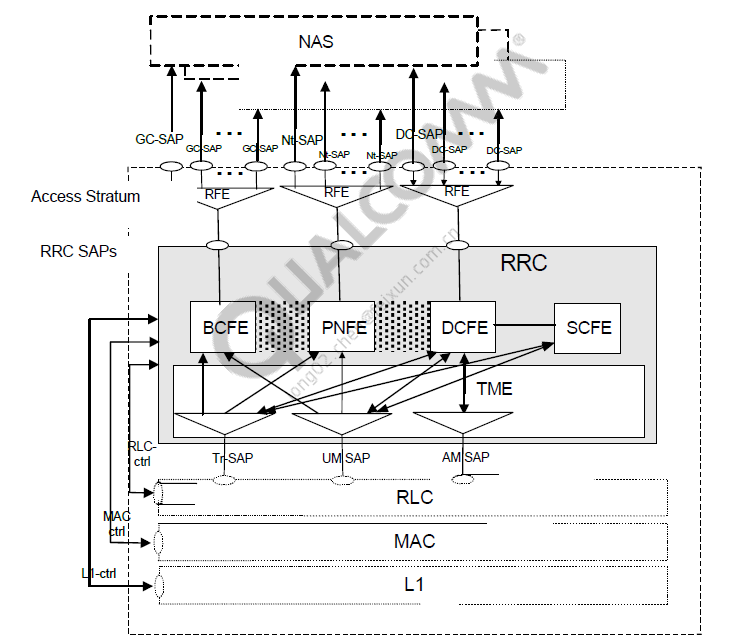 NAS
QUALCOMM®
GC-SAP
GC-SAP
GC-SAP
Nt-SAP
Nt-SAP
Nt-SAP
DC-SAP
DC-SAP
DC-SAP
RFE
RFE
RFE
Access Stratum
RRC SAPs
RRC
BCFE
PNFE
DCFE
SCFE
TME
Tr-SAP
UM SAP
AM SAP
RLC-
ctrl
RLC
MAC
ctrl
MAC
L1-ctrl
L1